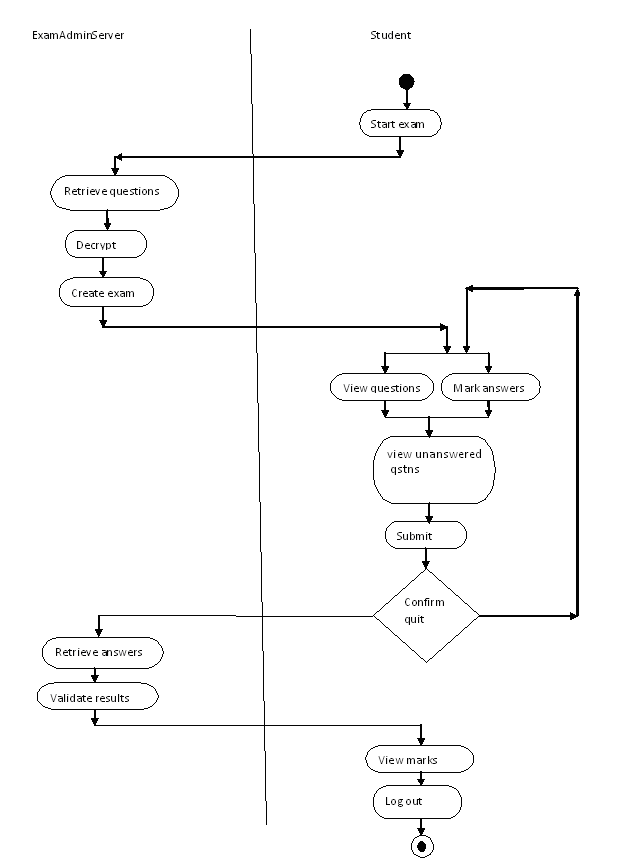 ExamAdminServer
Student
Start exam
Retrieve questions
Decrypt
Create exam
View questions
Mark answers
view unanswered
qstns
Submit
Confirm
quit
Retrieve answers
Validate results
View marks
Log out